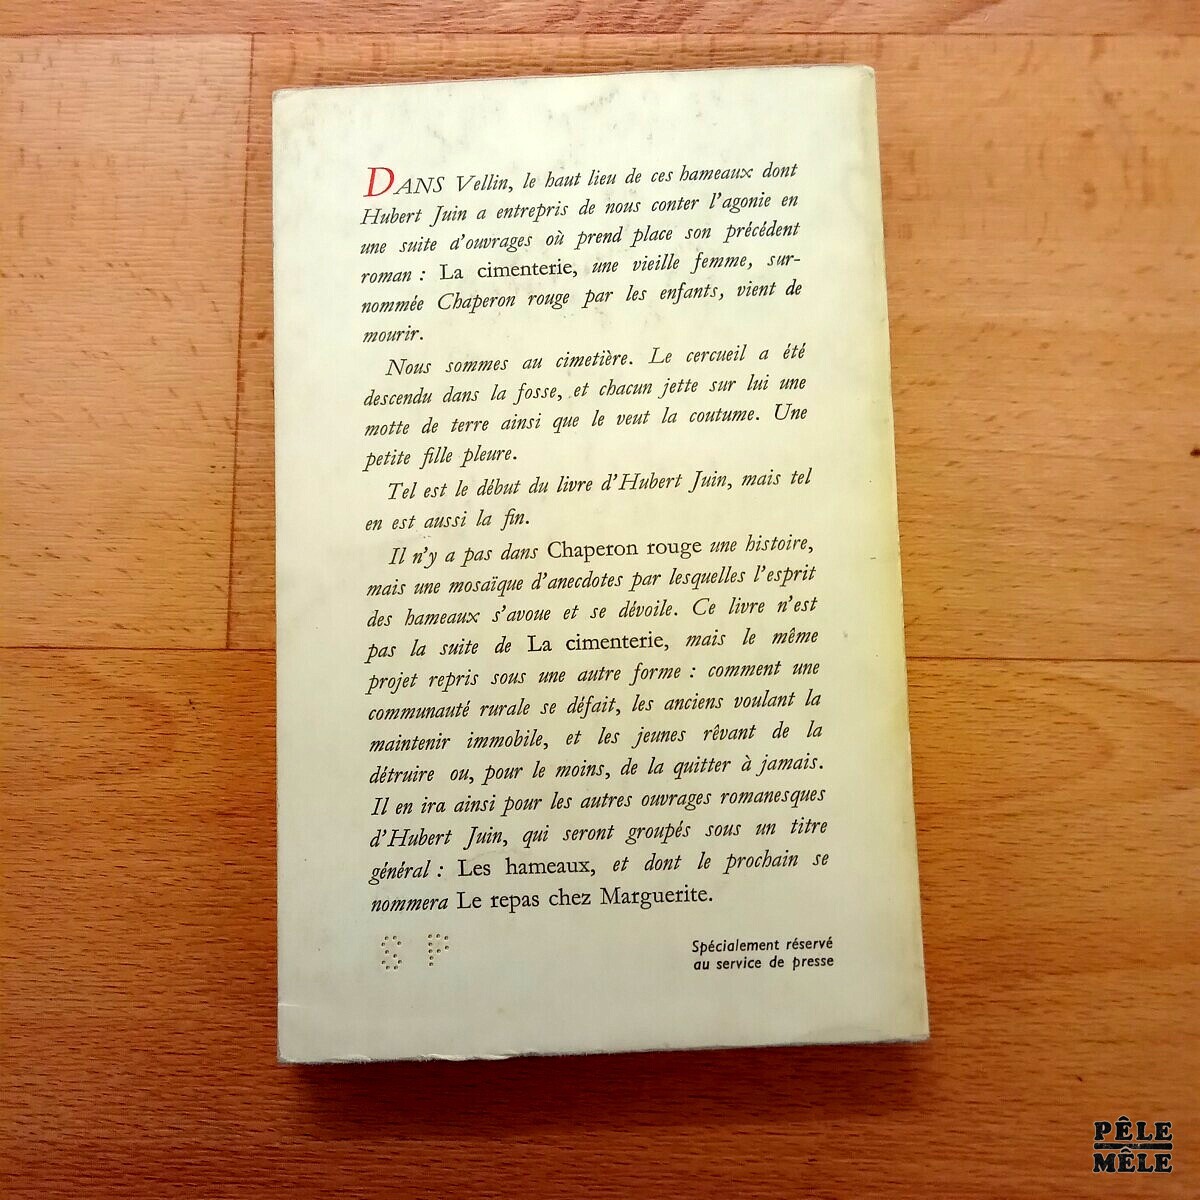 DANS Vellin, le haut lieu de ces hameaux dont
Hubert Juin a entrepris de nous conter l'agonie en
une suite d'ouvrages où prend place son précédent
roman : La cimenterie, une vieille femme, sur-
nommée Chaperon rouge par les enfants, vient de
mourir.
Nous sommes au cimetière. Le cercueil a été
descendu dans la fosse, et chacun jette sur lui une
motte de terre ainsi que le veut la coutume. Une
petite fille pleure.
Tel est le début du livre d'Hubert Juin, mais tel
en est aussi la fin.
Il n'y a pas dans Chaperon rouge une histoire,
mais une mosaïque d'anecdotes par lesquelles l'esprit
des hameaux s'avoue et se dévoile. Ce livre n'est
pas la suite de La cimenterie, mais le même
projet repris sous une autre forme : comment une
communauté rurale se défait, les anciens voulant la
maintenir immobile, et les jeunes rêvant de la
détruire ou, pour le moins, de la quitter à jamais.
Il en ira ainsi pour les autres ouvrages romanesques
d'Hubert Juin, qui seront groupés sous un titre
général : Les hameaux, et dont le prochain se
nommera Le repas chez Marguerite.
S P
Spécialement réservé
au service de presse
PÊLE
MÊLE